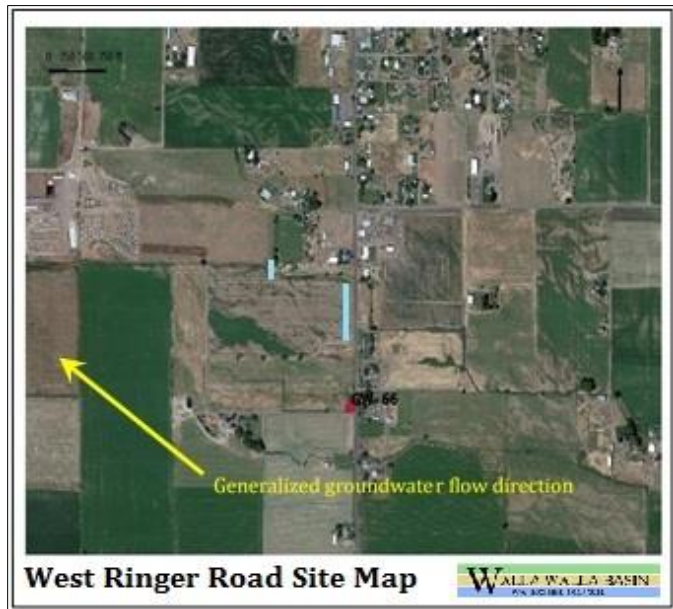 GW-66
Generalized groundwater flow direction
West Ringer Road Site Map
WALLA WALLA BASIN